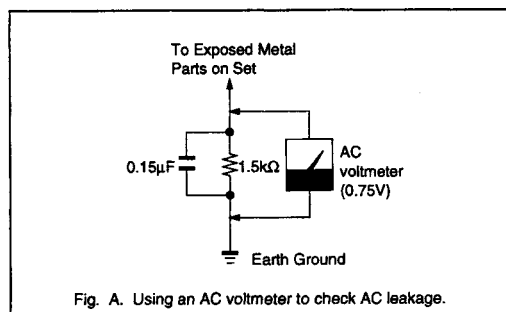 To Exposed Metal
Parts on Set
0.15μF
1.5kΩ
AC
voltmeter
(0.75V)
Earth Ground
Fig. A. Using an AC voltmeter to check AC leakage.